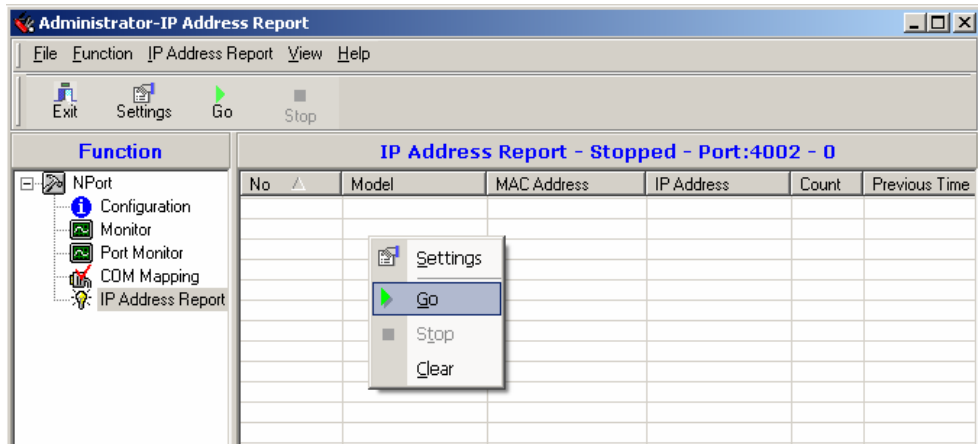 Administrator-IP Address Report
File Function IP Address Report View Help
Exit Settings Go Stop
Function
IP Address Report - Stopped - Port:4002 - 0
No Model MAC Address IP Address Count Previous Time
NPort
Configuration
Monitor
Port Monitor
COM Mapping
IP Address Report
Settings
Go
Stop
Clear